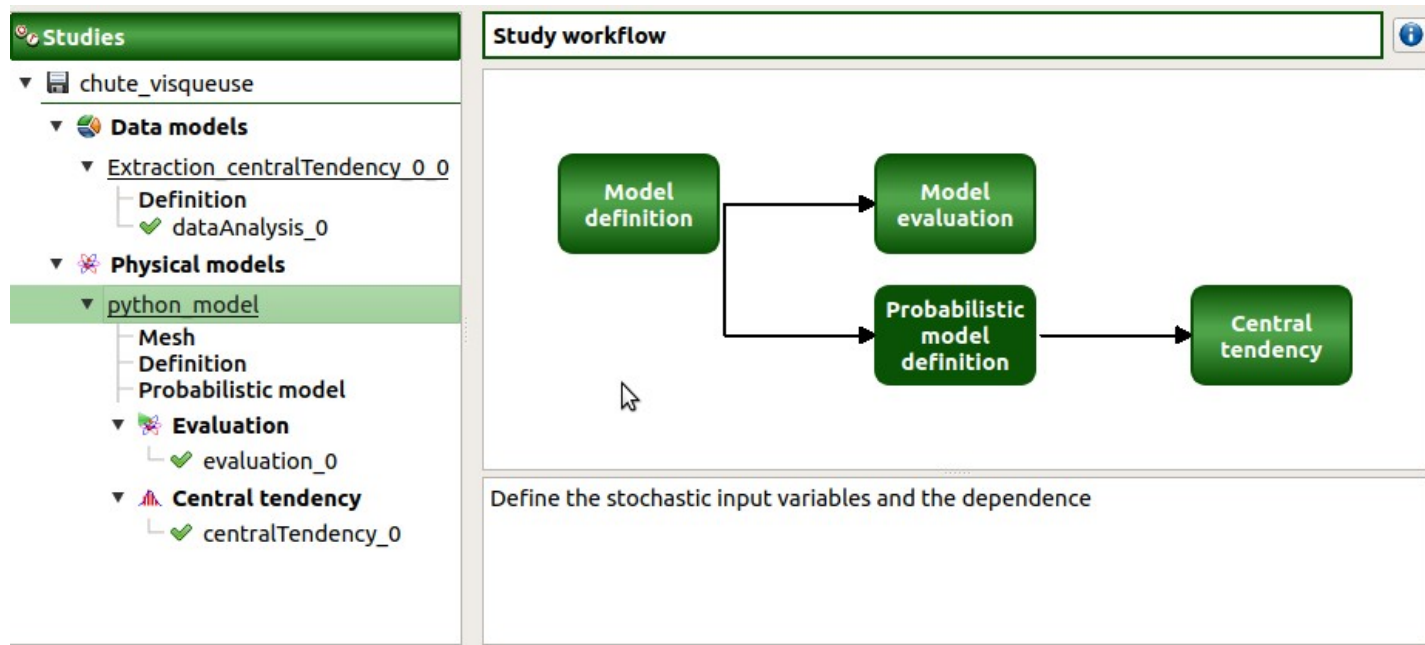 Studies
chute_visqueuse
Data models
Extraction_centralTendency_0_0
Definition
dataAnalysis_0
Physical models
python_model
Mesh
Definition
Probabilistic model
Evaluation
evaluation_0
Central tendency
centralTendency_0
Study workflow
Model
definition
Model
evaluation
Probabilistic
model
definition
Central
tendency
Define the stochastic input variables and the dependence